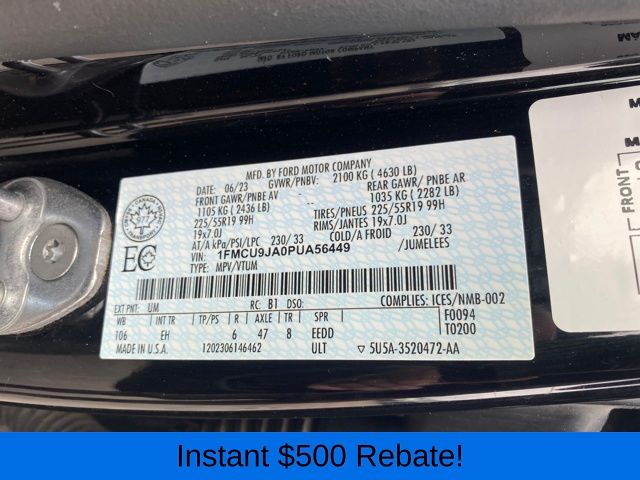 MFD. BY FORD MOTOR COMPANY
DATE: 06/23 GVWR/PNBV: 2100 KG ( 4630 LB)
FRONT GAWR/ PNBE AV REAR GAWR/ PNBE AR
1105 KG ( 2436 LB) 1035 KG ( 2282 LB)
225/55R19 99H TIRES/PNEUS 225/55R19 99H
19x7.0J RIMS/JANTES 19x7.0J
AT/A kPa/PSI/LPC 230/ 33 COLD/A FROID 230/ 33
VIN: 1FMCU9JA0PUA56449 /JUMELEES
TYPE: MPV/VTUM
EC
EXT PNT: UM RC: B1 DSO: COMPLIES: ICES/NMB-002
WB INT TR TP/PS R TR SPR F0094
106 EH 6 47 8 EEDD T0200
MADE IN U.S.A. 1202306146462 ULT ▽ 5U5A-3520472-AA
FRONT
Instant $500 Rebate!